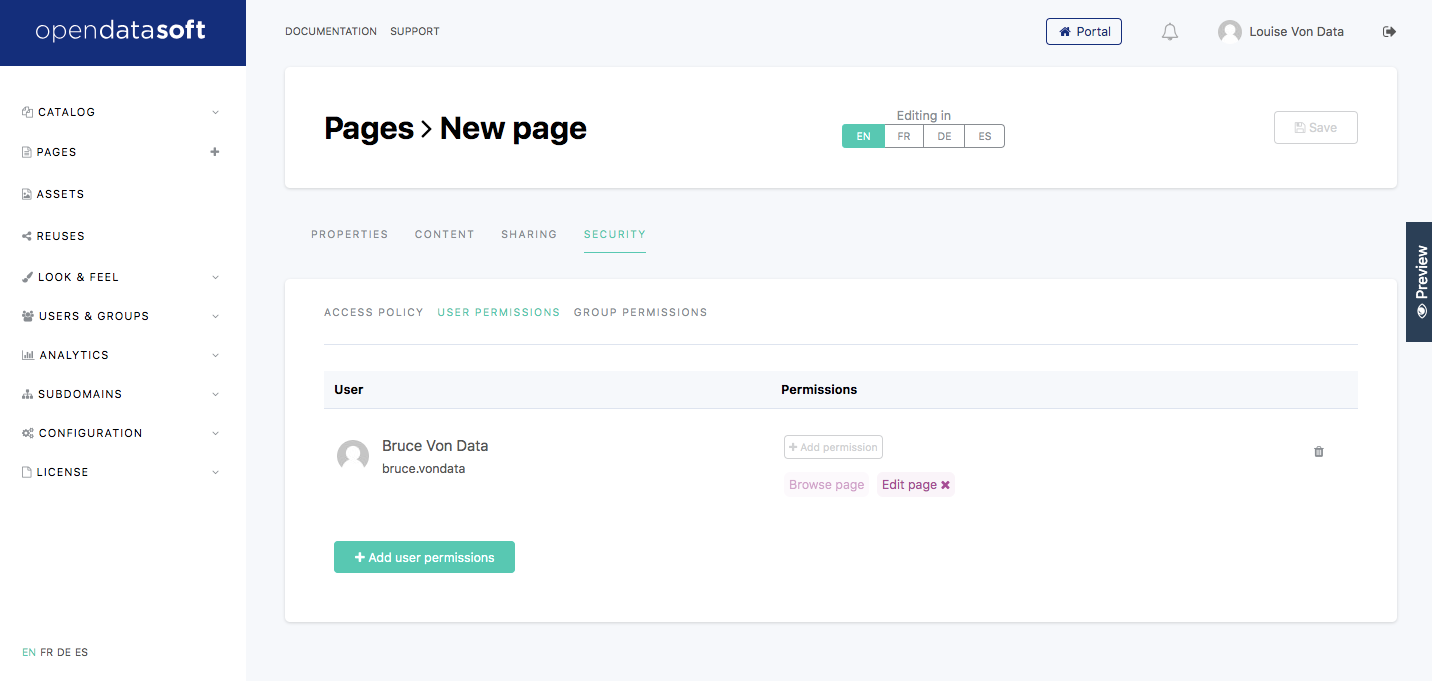 opendatasoft
DOCUMENTATION SUPPORT
Portal
Louise Von Data
CATALOG
PAGES
ASSETS
REUSES
LOOK & FEEL
USERS & GROUPS
ANALYTICS
SUBDOMAINS
CONFIGURATION
LICENSE
EN FR DE ES
Pages > New page
Editing in
EN FR DE ES
Save
PROPERTIES CONTENT SHARING SECURITY
ACCESS POLICY USER PERMISSIONS GROUP PERMISSIONS
User Permissions
Bruce Von Data
bruce.vondata
+ Add permission
Browse page Edit page ×
+ Add user permissions
Preview